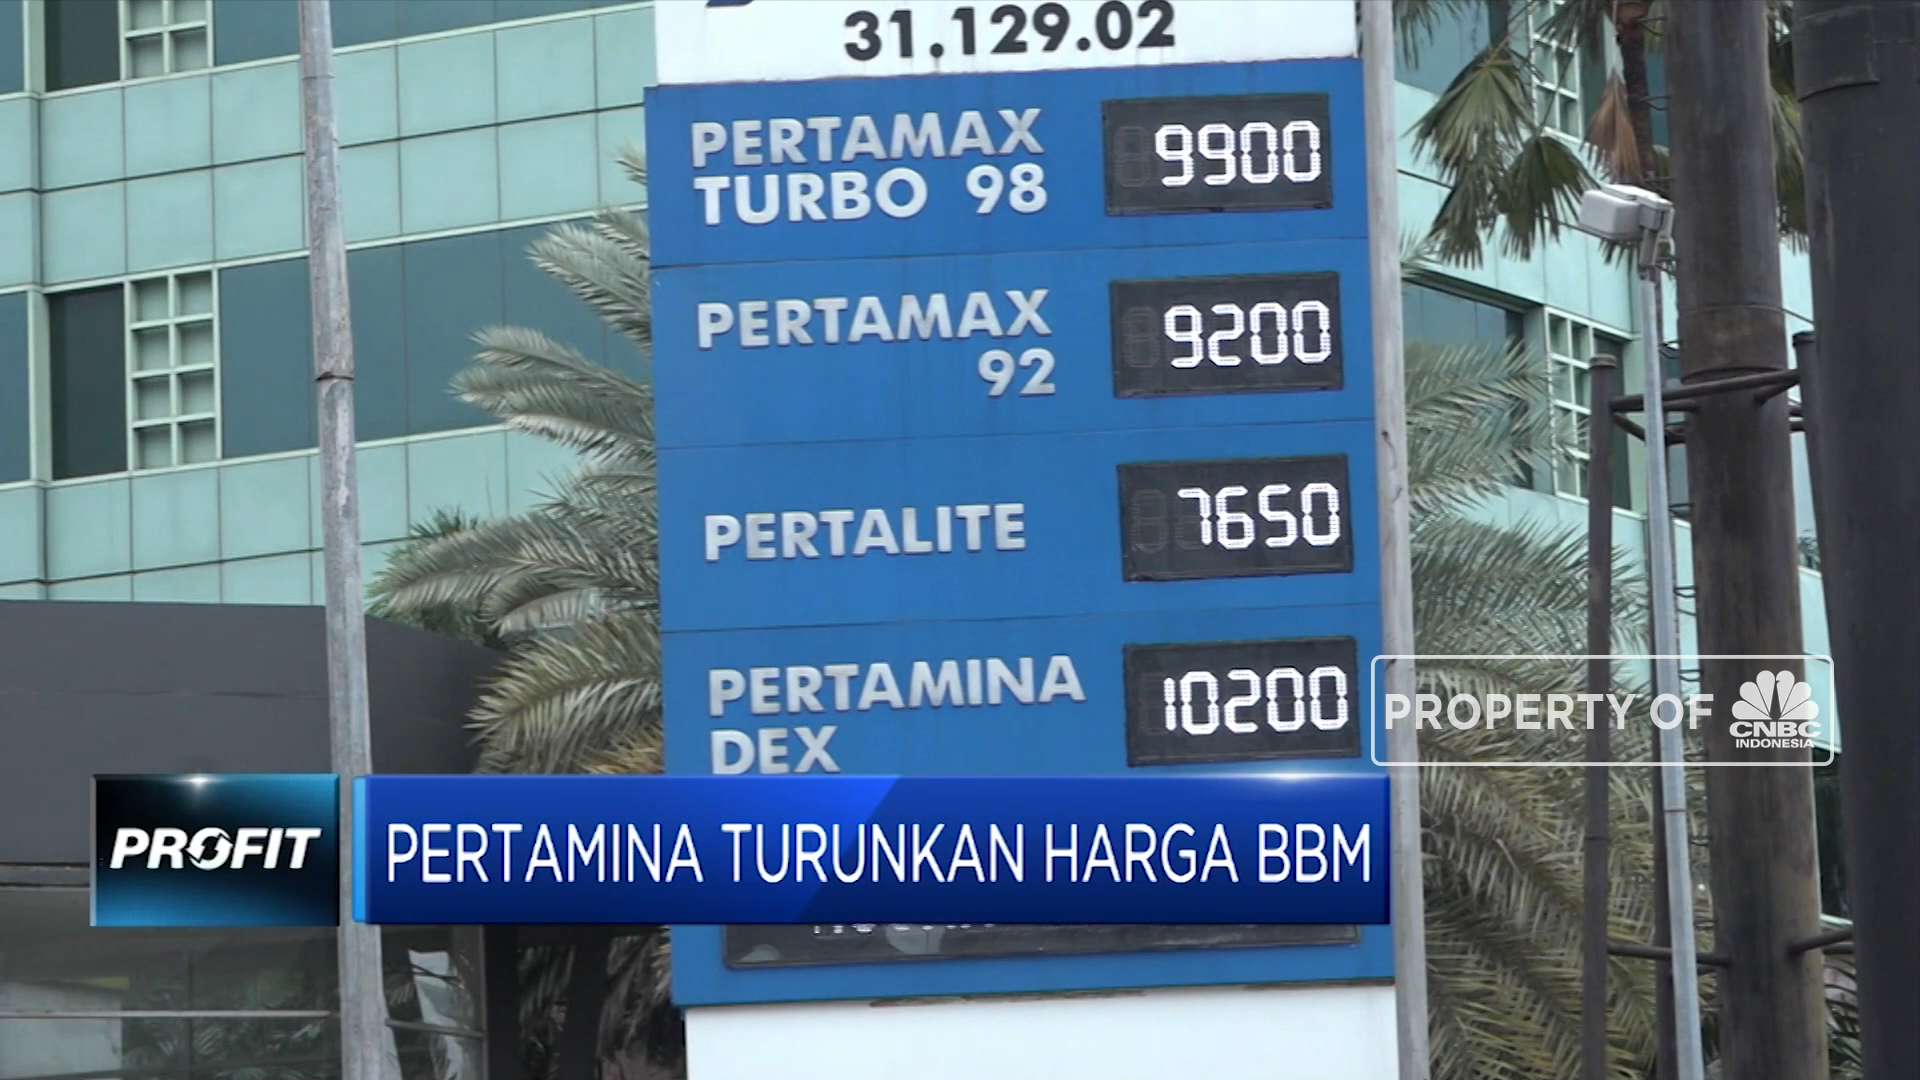 31.129.02
PERTAMAX
TURBO 98
9900
PERTAMAX
92
9200
PERTALITE
7650
PERTAMINA
DEX
10200
PROPERTY OF CNBC
INDONESIA
PROFIT
PERTAMINA TURUNKAN HARGA BBM